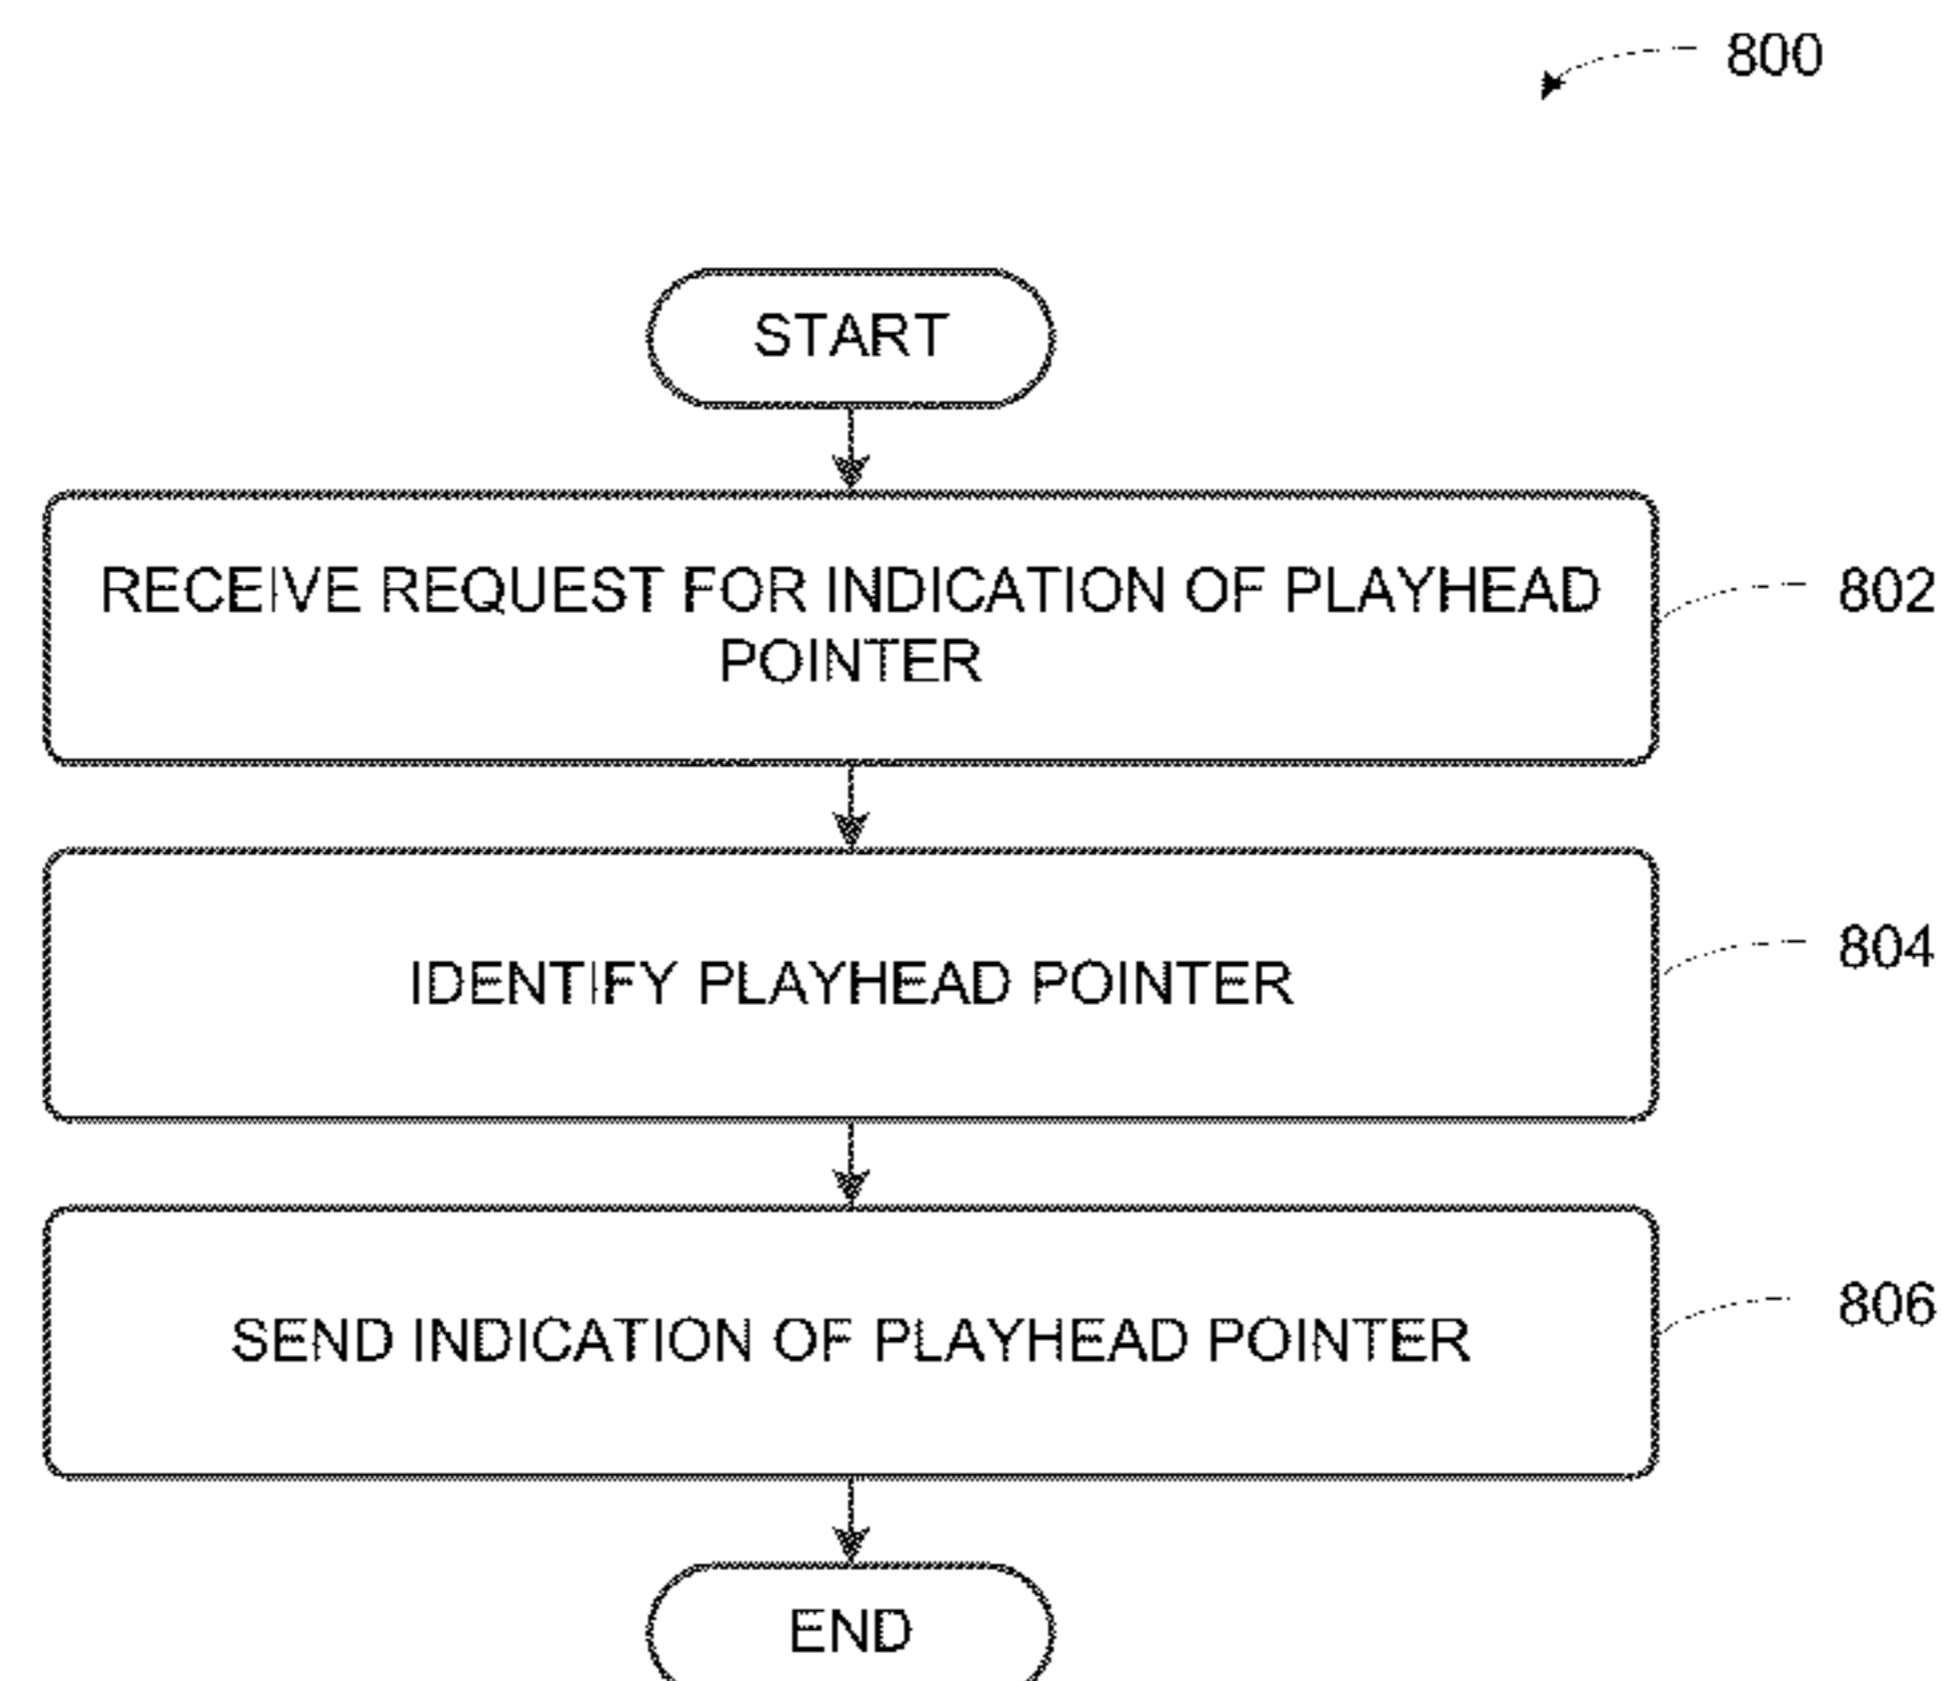 800
START
RECEIVE REQUEST FOR INDICATION OF PLAYHEAD
POINTER
802
IDENTIFY PLAYHEAD POINTER
804
SEND INDICATION OF PLAYHEAD POINTER
806
END